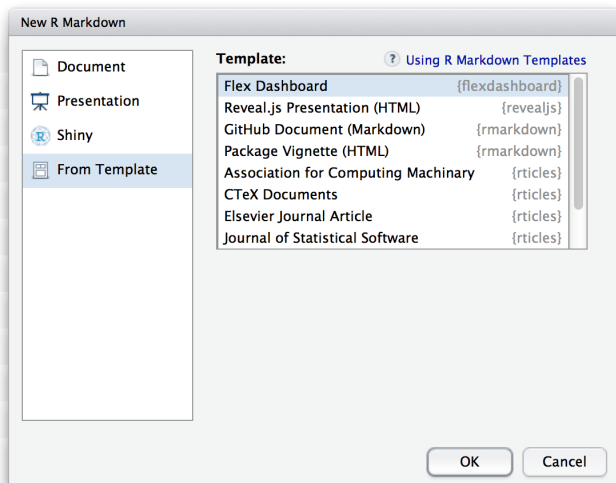 New R Markdown
Document
Presentation
R Shiny
From Template
Template: ? Using R Markdown Templates
Flex Dashboard {flexdashboard}
Reveal.js Presentation (HTML) {revealjs}
GitHub Document (Markdown) {rmarkdown}
Package Vignette (HTML) {rmarkdown}
Association for Computing Machinary {rticles}
CTeX Documents {rticles}
Elsevier Journal Article {rticles}
Journal of Statistical Software {rticles}
OK Cancel